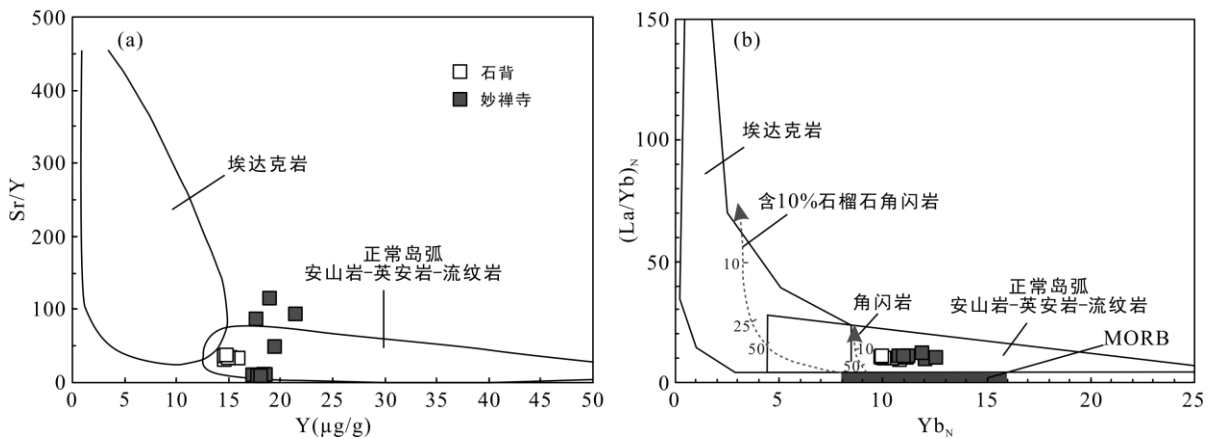 (a)
500
400
300
200
100
0
Sr/Y
0
5
10
15
20
25
30
35
40
45
50
Y(μg/g)
石背
妙禅寺
埃达克岩
正常岛弧
安山岩-英安岩-流纹岩
(b)
150
100
50
0
(La/Yb)N
0
5
10
15
20
25
YbN
埃达克岩
含10%石榴石角闪岩
10
25
50
角闪岩
10
50
正常岛弧
安山岩-英安岩-流纹岩
MORB